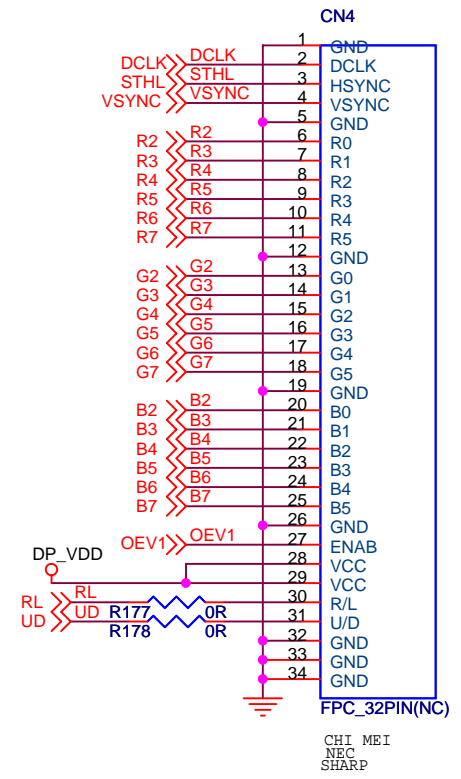 CN4
1 GND
DCLK DCLK 2 DCLK
STHL STHL 3 HSYNC
VSYNC VSYNC 4 VSYNC
5 GND
R2 R2 6 R0
R3 R3 7 R1
R4 R4 8 R2
R5 R5 9 R3
R6 R6 10 R4
R7 R7 11 R5
12 GND
G2 G2 13 G0
G3 G3 14 G1
G4 G4 15 G2
G5 G5 16 G3
G6 G6 17 G4
G7 G7 18 G5
19 GND
B2 B2 20 B0
B3 B3 21 B1
B4 B4 22 B2
B5 B5 23 B3
B6 B6 24 B4
B7 B7 25 B5
26 GND
OEV1 OEV1 27 ENAB
DP_VDD 28 VCC
29 VCC
RL RL R177 0R 30 R/L
UD UD R178 0R 31 U/D
32 GND
33 GND
34 GND
FPC_32PIN(NC)
CHI MEI
NEC
SHARP